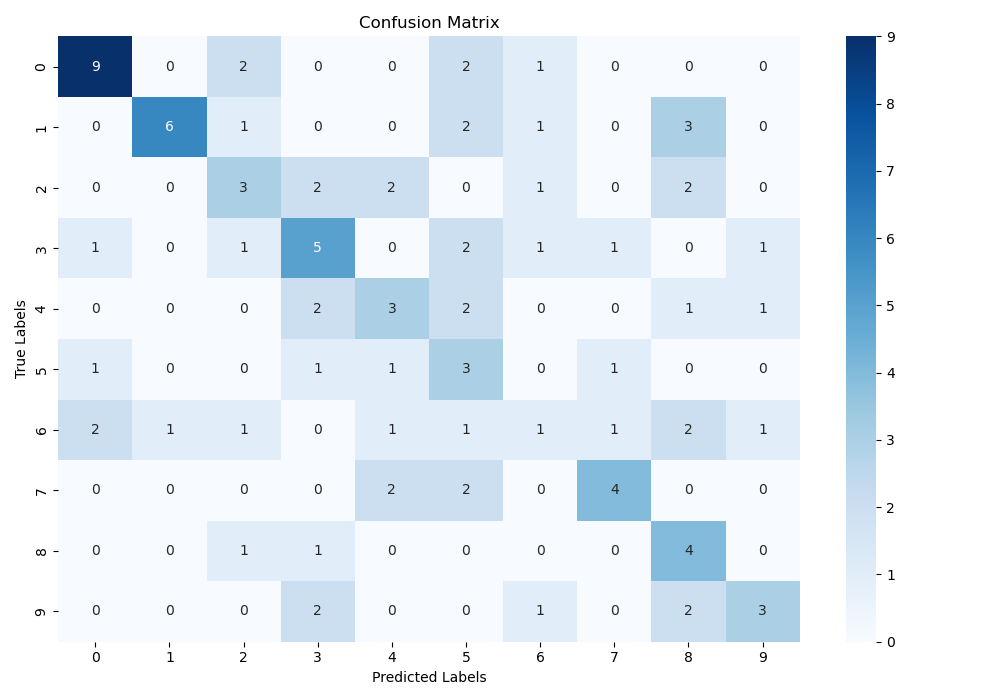 Confusion Matrix
0 9 0 2 0 0 2 1 0 0 0
1 0 6 1 0 0 2 1 0 3 0
2 0 0 3 2 2 0 1 0 2 0
3 1 0 1 5 0 2 1 1 0 1
4 0 0 0 2 3 2 0 0 1 1
5 1 0 0 1 1 3 0 1 0 0
6 2 1 1 0 1 1 1 1 2 1
7 0 0 0 0 2 2 0 4 0 0
8 0 0 1 1 0 0 0 0 4 0
9 0 0 0 2 0 0 1 0 2 3
0 1 2 3 4 5 6 7 8 9
Predicted Labels
True Labels
9
8
7
6
5
4
3
2
1
0